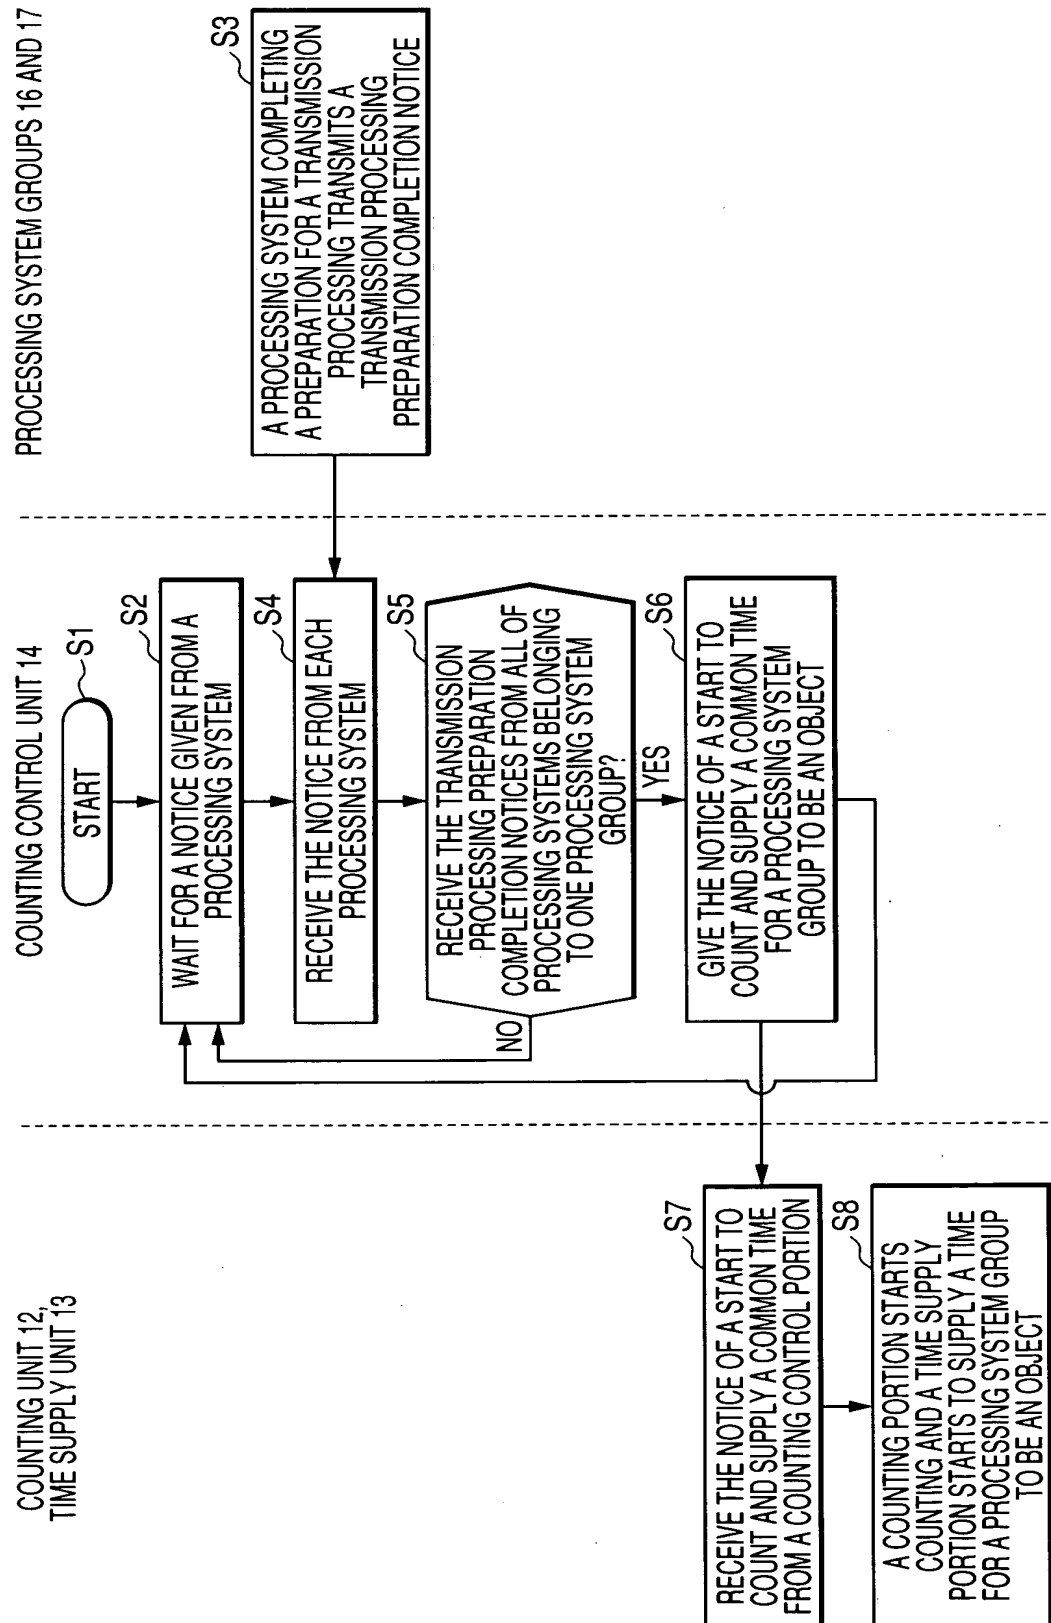 COUNTING UNIT 12,
TIME SUPPLY UNIT 13
COUNTING CONTROL UNIT 14
PROCESSING SYSTEM GROUPS 16 AND 17
START
S1
S2
WAIT FOR A NOTICE GIVEN FROM A
PROCESSING SYSTEM
S3
A PROCESSING SYSTEM COMPLETING
A PREPARATION FOR A TRANSMISSION
PROCESSING TRANSMITS A
TRANSMISSION PROCESSING
PREPARATION COMPLETION NOTICE
S4
RECEIVE THE NOTICE FROM EACH
PROCESSING SYSTEM
S5
RECEIVE THE TRANSMISSION
PROCESSING PREPARATION
COMPLETION NOTICES FROM ALL OF
PROCESSING SYSTEMS BELONGING
TO ONE PROCESSING SYSTEM
GROUP?
NO
YES
S6
GIVE THE NOTICE OF A START TO
COUNT AND SUPPLY A COMMON TIME
FOR A PROCESSING SYSTEM
GROUP TO BE AN OBJECT
S7
RECEIVE THE NOTICE OF A START TO
COUNT AND SUPPLY A COMMON TIME
FROM A COUNTING CONTROL PORTION
S8
A COUNTING PORTION STARTS
COUNTING AND A TIME SUPPLY
PORTION STARTS TO SUPPLY A TIME
FOR A PROCESSING SYSTEM GROUP
TO BE AN OBJECT